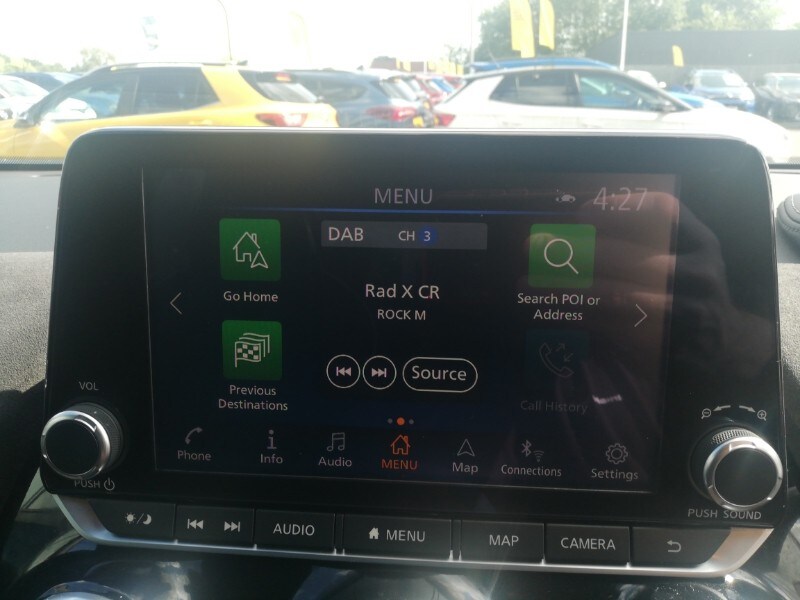 MENU
4:27
DAB CH 3
Go Home
Rad X CR
ROCK M
Search POI or
Address
Previous
Destinations
Source
Call History
VOL
PUSH
Phone
Info
Audio
MENU
Map
Connections
Settings
PUSH SOUND
AUDIO
MENU
MAP
CAMERA